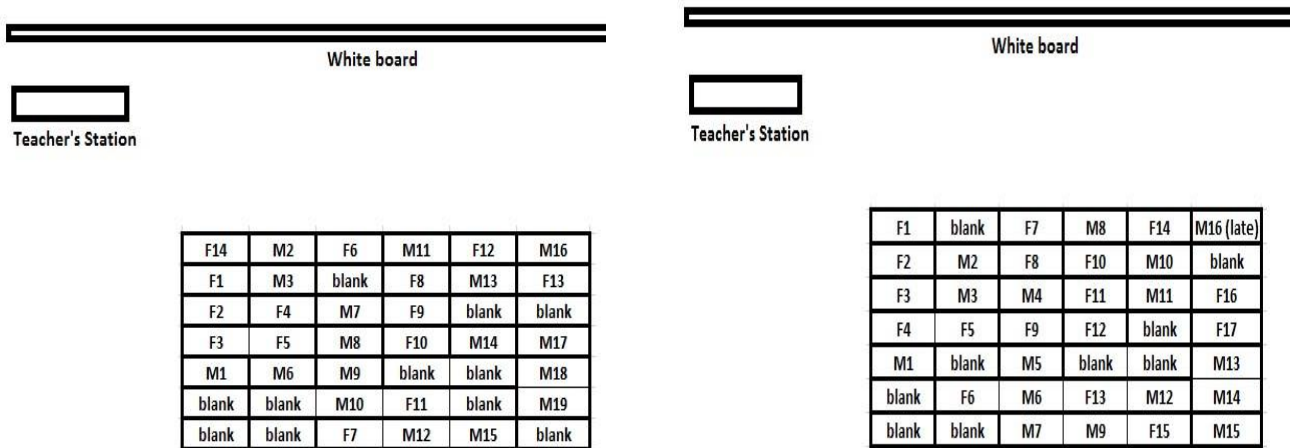 White board
Teacher's Station
F14 M2 F6 M11 F12 M16
F1 M3 blank F8 M13 F13
F2 F4 M7 F9 blank blank
F3 F5 M8 F10 M14 M17
M1 M6 M9 blank blank M18
blank blank M10 F11 blank M19
blank blank F7 M12 M15 blank
White board
Teacher's Station
F1 blank F7 M8 F14 M16 (late)
F2 M2 F8 F10 M10 blank
F3 M3 M4 F11 M11 F16
F4 F5 F9 F12 blank F17
M1 blank M5 blank blank M13
blank F6 M6 F13 M12 M14
blank blank M7 M9 F15 M15